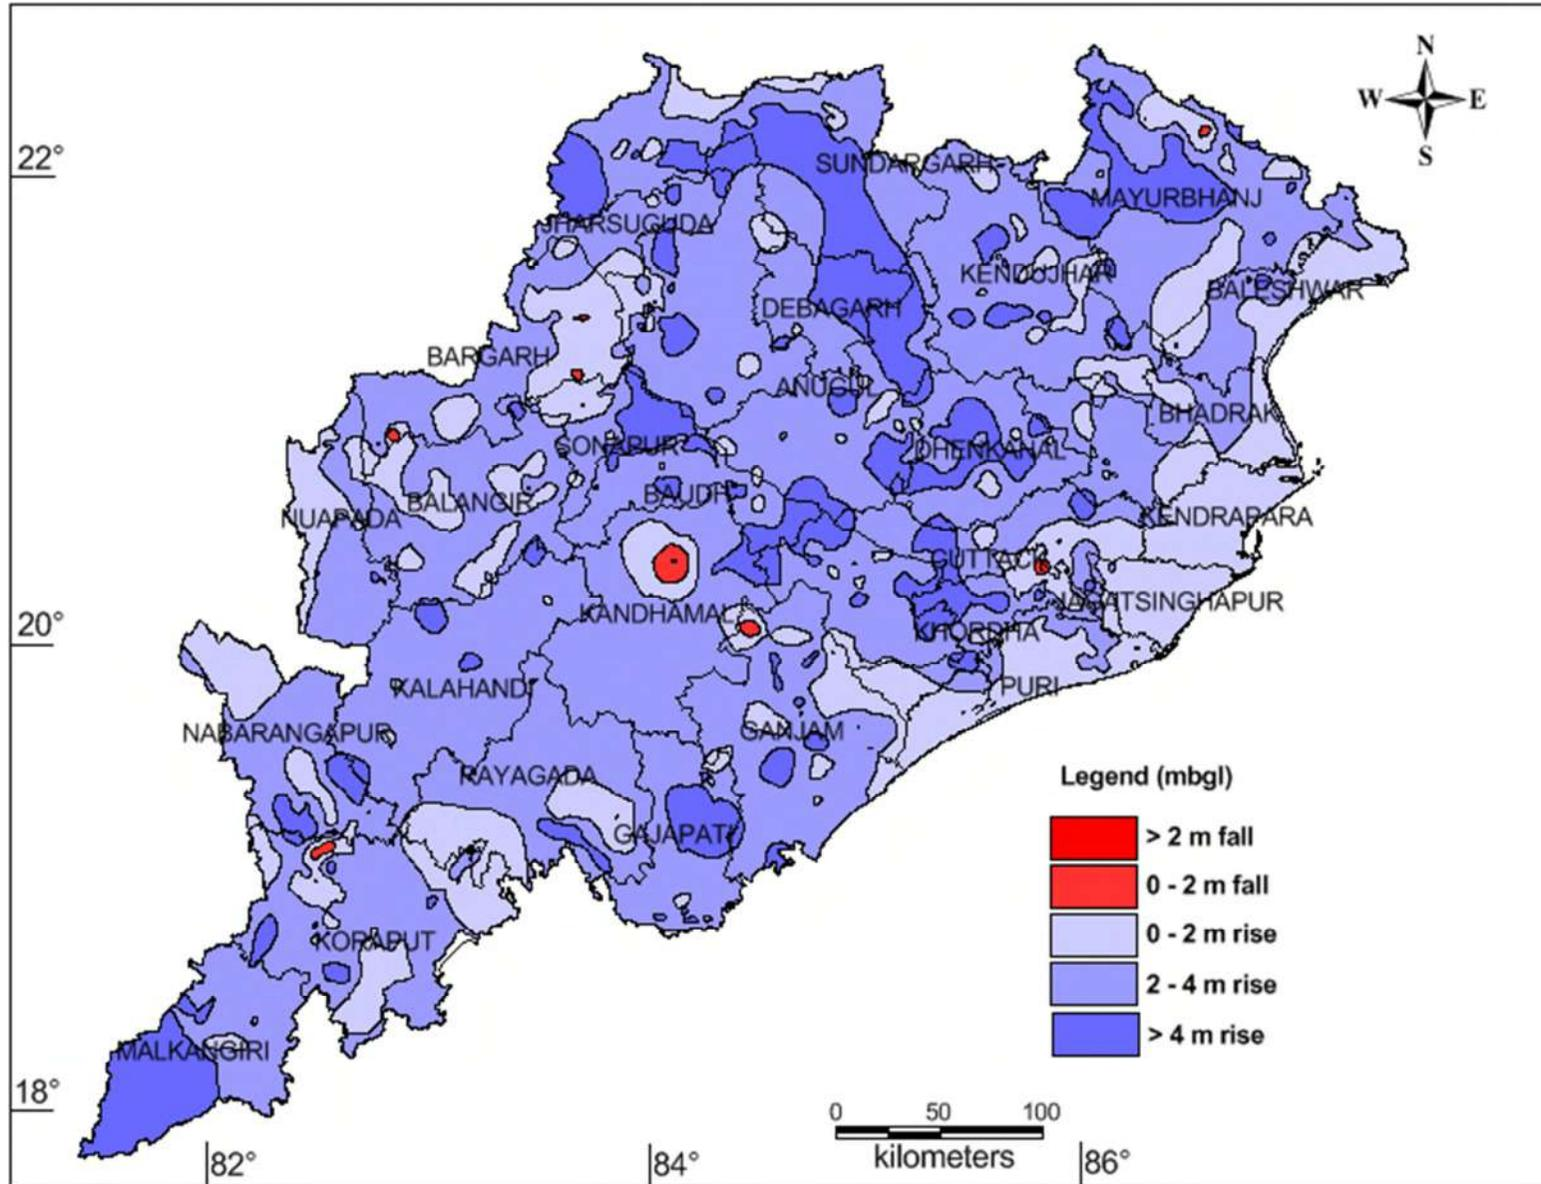 N
W E
S
22°
SUNDARGARH
MAYURBHANJ
JHARSUGUDA
KENDUJHAR
BALESHWAR
DEBAGARH
BARGARH
ANUGUL
BHADRAK
SONAPUR
DHENKAHAL
BAUDH
BALANGIR
NUAPADA
KENDRAPARA
CUTTACK
JAGATSINGHAPUR
20°
KANDHAMAL
KHORDHA
KALAHANDI
PURI
NABARANGAPUR
GANJAM
RAYAGADA
GAJAPATI
KORAPUT
MALKANGIRI
18°
Legend (mbgl)
> 2 m fall
0 - 2 m fall
0 - 2 m rise
2 - 4 m rise
> 4 m rise
0 50 100
kilometers
82° 84° 86°